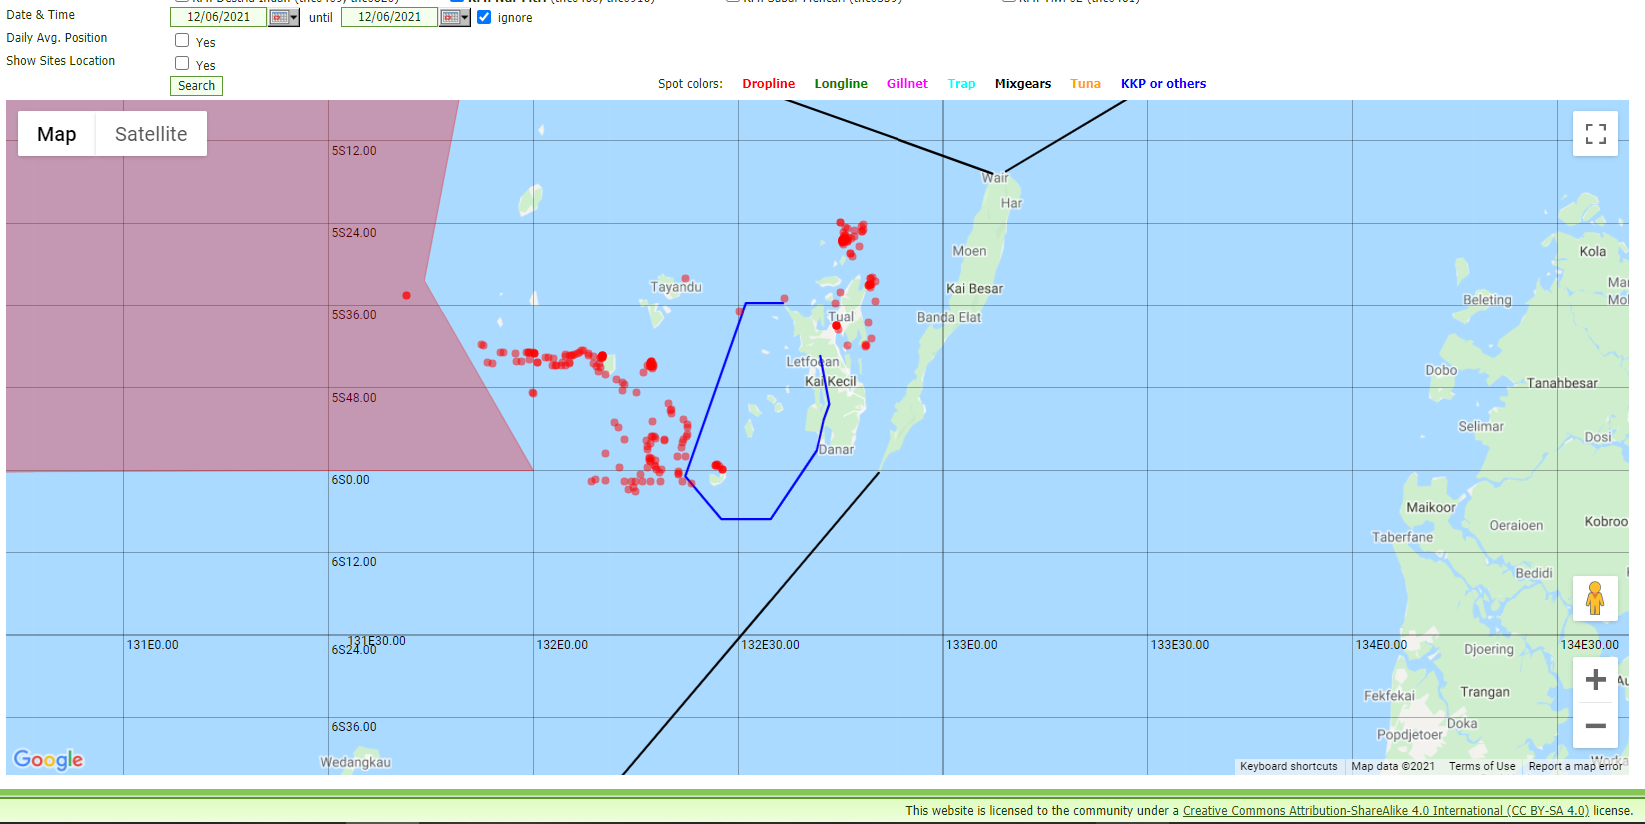 Date & Time 12/06/2021 until 12/06/2021 ignore
Daily Avg. Position Yes
Show Sites Location Yes
Search
Spot colors: Dropline Longline Gillnet Trap Mixgears Tuna KKP or others
Map Satellite
5S12.00
Wair
Har
5S24.00
Moen
Kola
Tayandu
Kai Besar
Beleting
5S36.00
Tual
Banda Elat
Letfoean
Dobo
Kai Kecil
Tanahbesar
5S48.00
Selimar
Dosi
Danar
6S0.00
Maikoor
Oeraioen
Kobroo
Taberfane
6S12.00
Bedidi
131E0.00
131E30.00
132E0.00
132E30.00
133E0.00
133E30.00
134E0.00
134E30.00
6S24.00
Djoering
Trangan
Fekfekai
6S36.00
Doka
Popdjetoer
Google
Wedangkau
Keyboard shortcuts Map data ©2021 Terms of Use Report a map error
This website is licensed to the community under a Creative Commons Attribution-ShareAlike 4.0 International (CC BY-SA 4.0) license.